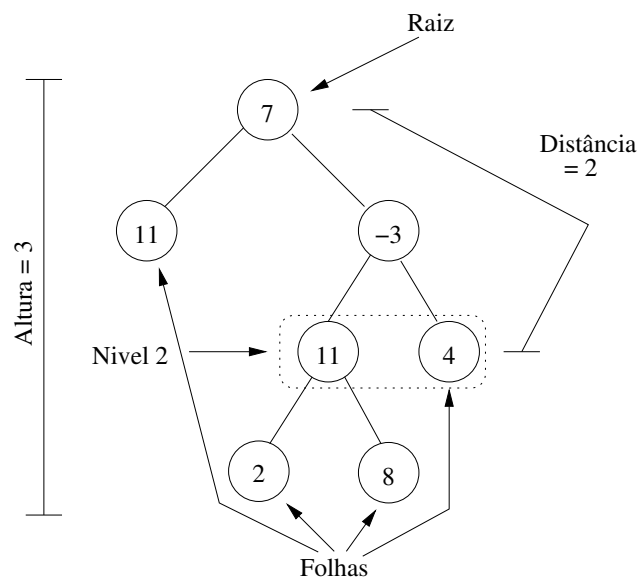 Raiz
7
Distância
= 2
11
−3
Altura = 3
Nivel 2
11
4
2
8
Folhas